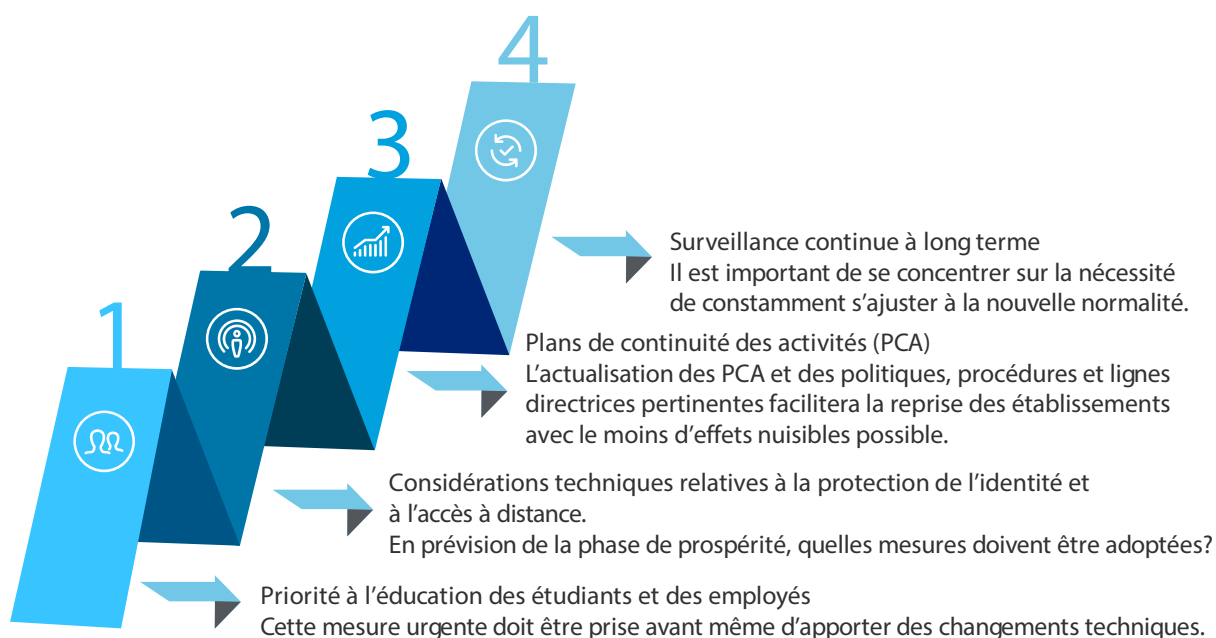 4
3
2
1
Surveillance continue à long terme
Il est important de se concentrer sur la nécessité
de constamment s’ajuster à la nouvelle normalité.
Plans de continuité des activités (PCA)
L’actualisation des PCA et des politiques, procédures et lignes
directrices pertinentes facilitera la reprise des établissements
avec le moins d’effets nuisibles possible.
Considérations techniques relatives à la protection de l’identité et
à l’accès à distance.
En prévision de la phase de prospérité, quelles mesures doivent être adoptées?
Priorité à l’éducation des étudiants et des employés
Cette mesure urgente doit être prise avant même d’apporter des changements techniques.